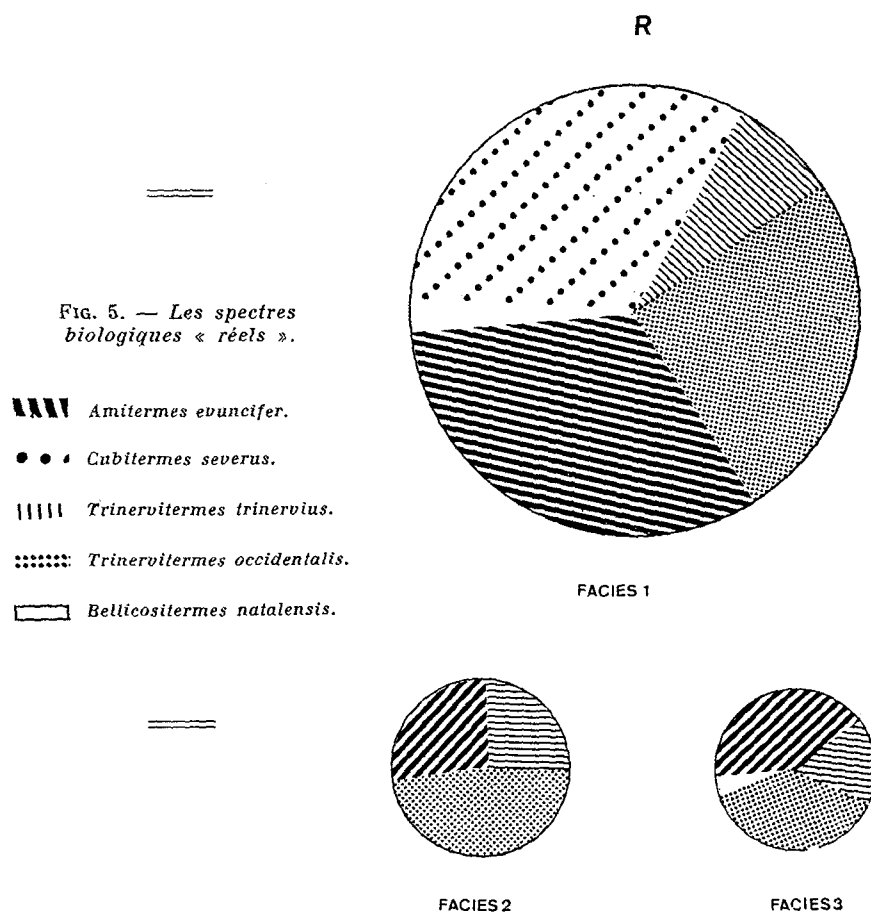 R
FIG. 5. — Les spectres
biologiques « réels ».
Amitermes evuncifer.
Cubitermes severus.
Trinervitermes trinervius.
Trinervitermes occidentalis.
Bellicositermes natalensis.
FACIES 1
FACIES 2
FACIES 3